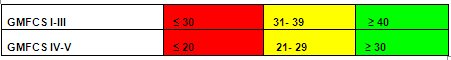 GMFCS I-III ≤ 30 31- 39 ≥ 40
GMFCS IV-V ≤ 20 21- 29 ≥ 30